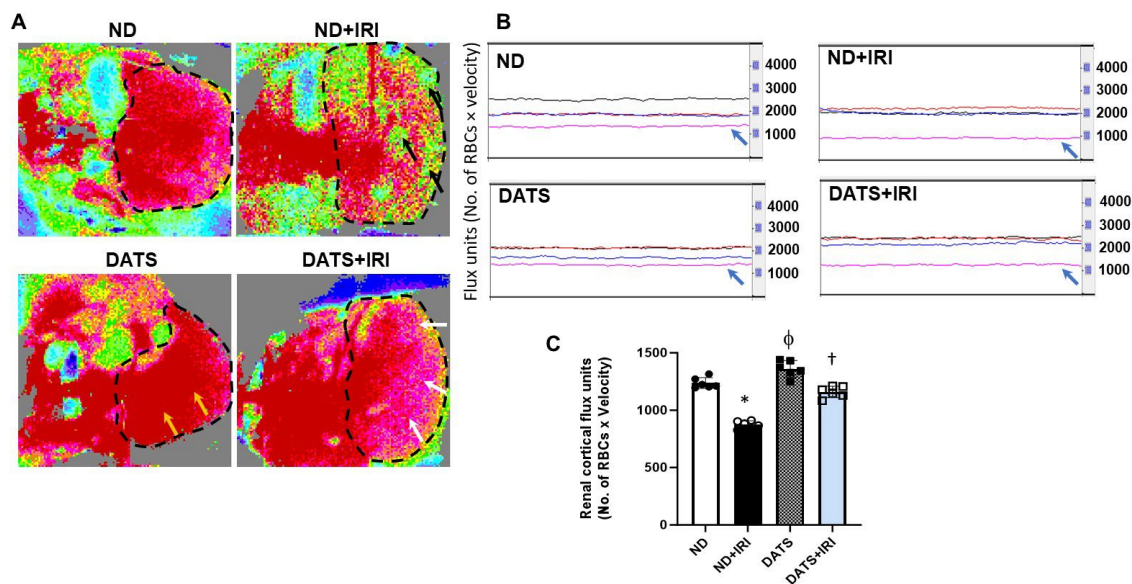 A
ND
ND+IRI
DATS
DATS+IRI
B
Flux units (No. of RBCs x velocity)
ND
4000
3000
2000
1000
ND+IRI
4000
3000
2000
1000
DATS
4000
3000
2000
1000
DATS+IRI
4000
3000
2000
1000
C
Renal cortical flux units
(No. of RBCs x Velocity)
1500
1000
500
0
*
ϕ
†
ND
ND+IRI
DATS
DATS+IRI